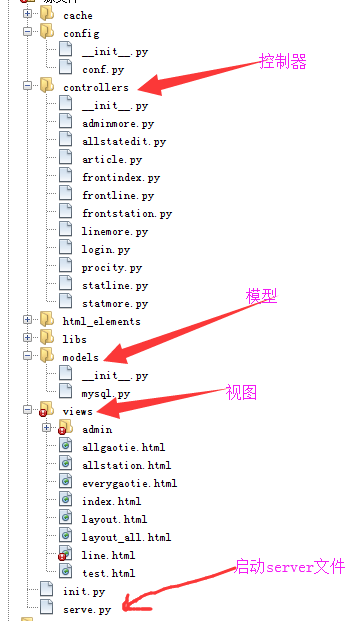 源文件
cache
config
__init__.py
conf.py
controllers
控制器
__init__.py
adminmore.py
allstatedit.py
article.py
frontindex.py
frontline.py
frontstation.py
linemore.py
login.py
procity.py
statline.py
statmore.py
html_elements
模型
libs
models
__init__.py
mysql.py
视图
views
admin
allgaotie.html
allstation.html
everygaotie.html
index.html
layout.html
layout_all.html
line.html
启动server文件
test.html
init.py
serve.py